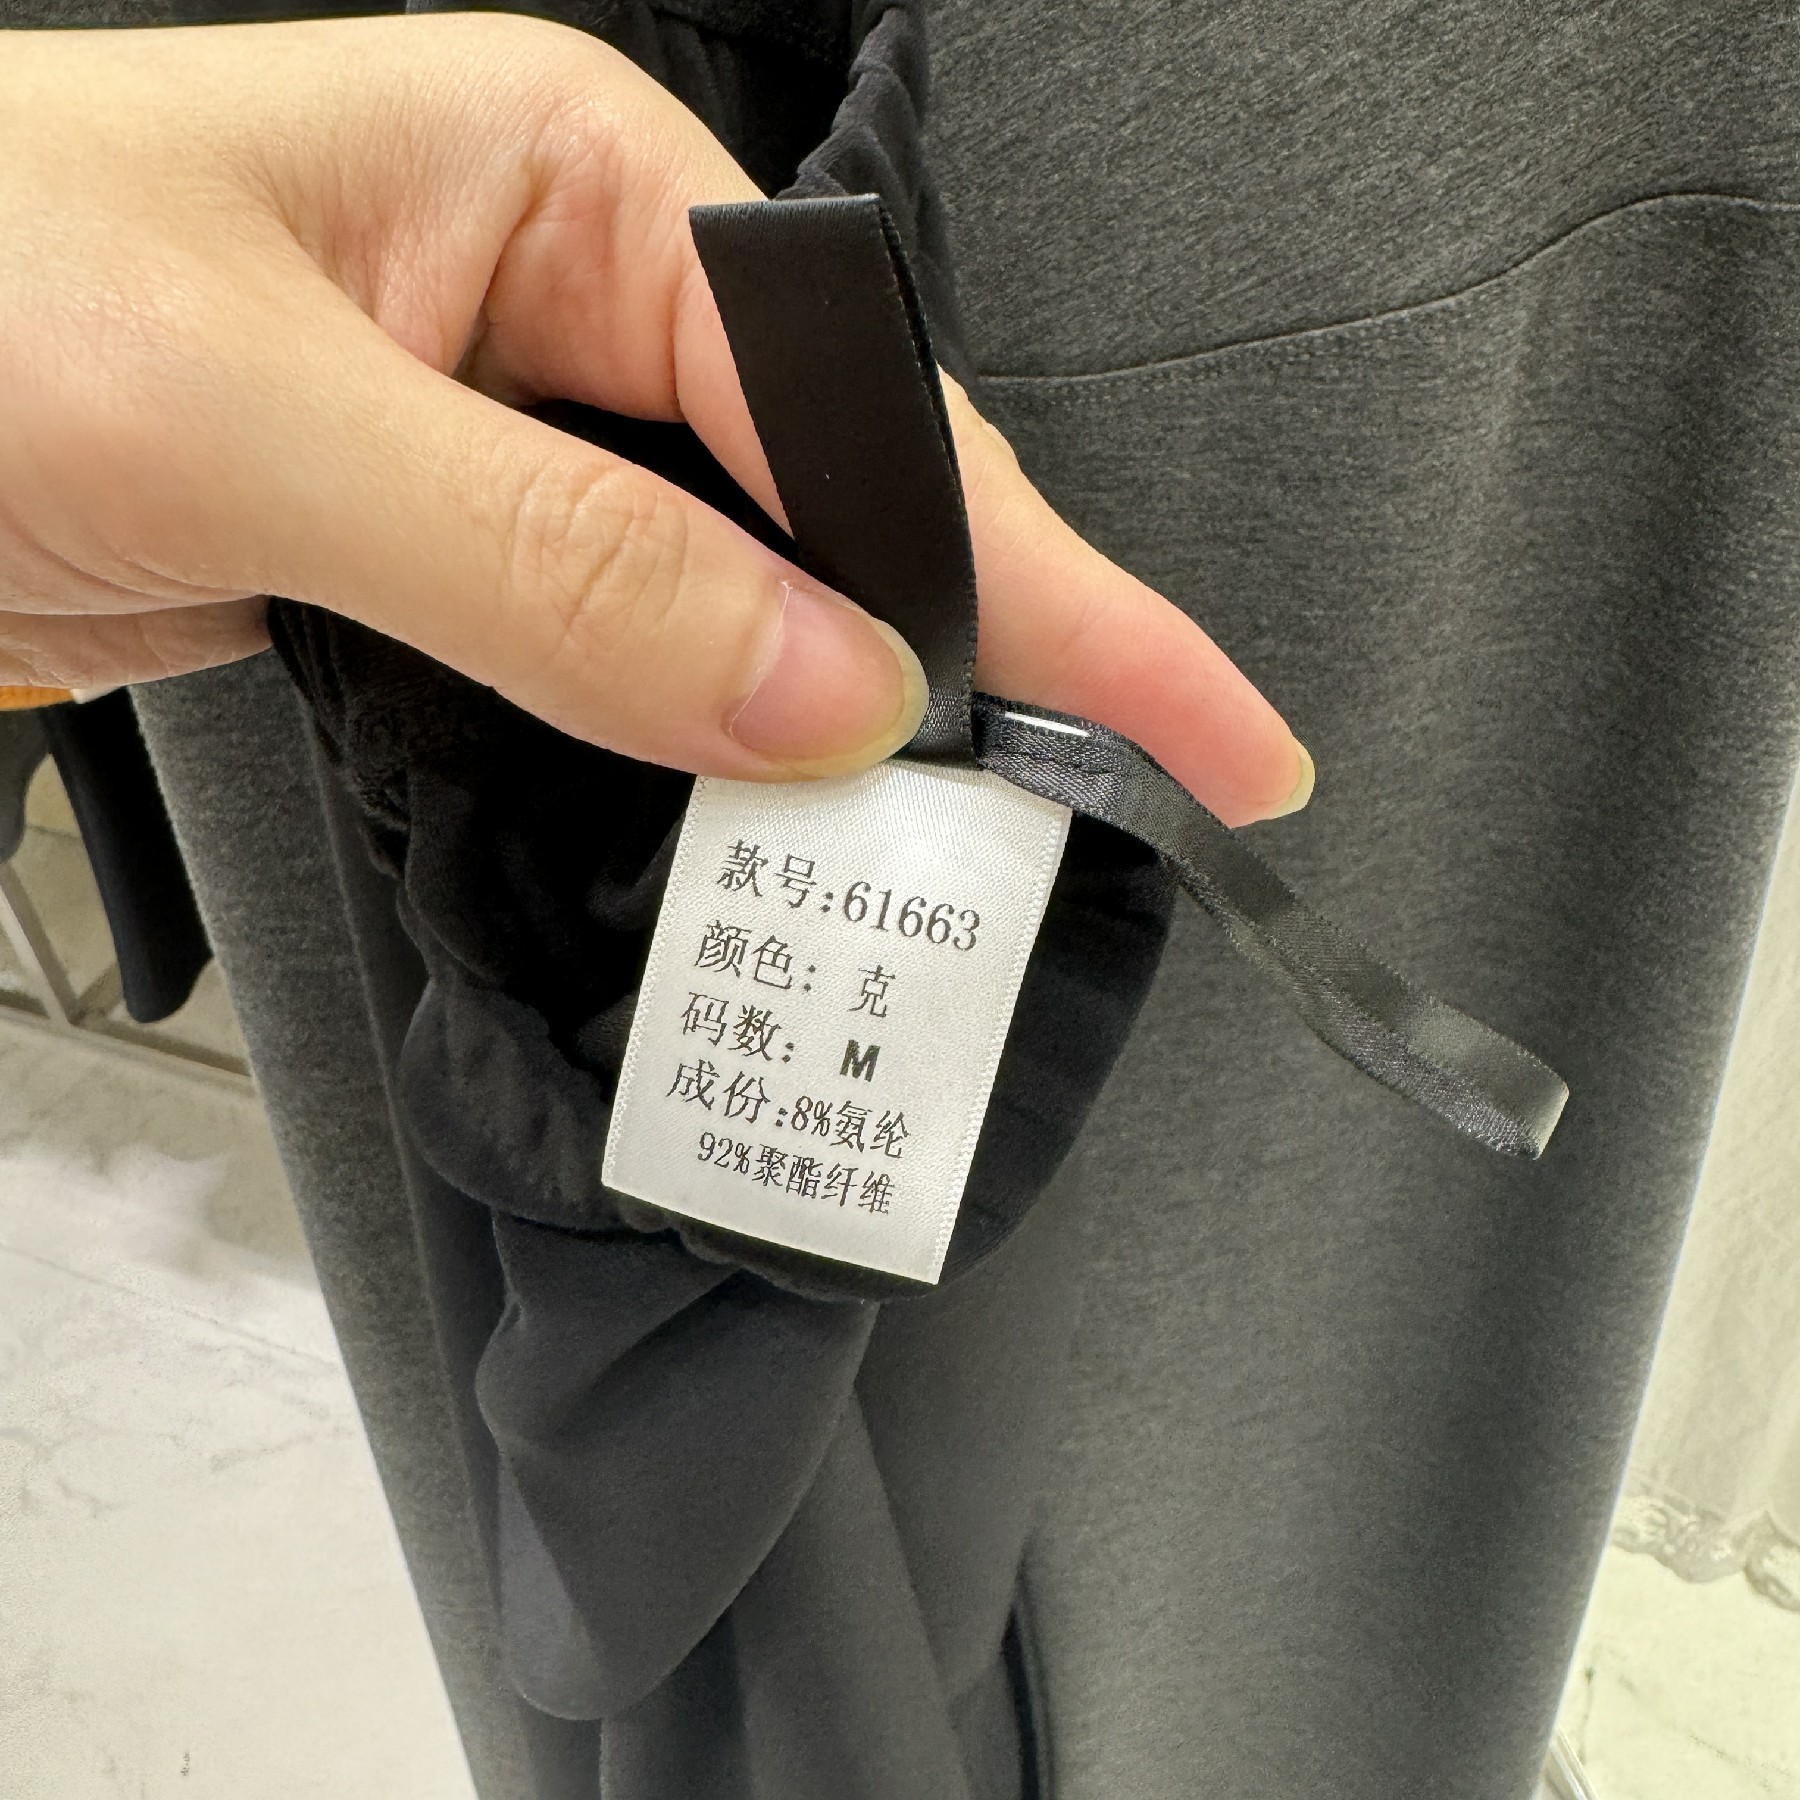 款号:61663
颜色: 克
码数: M
成份:8%氨纶
92%聚酯纤维